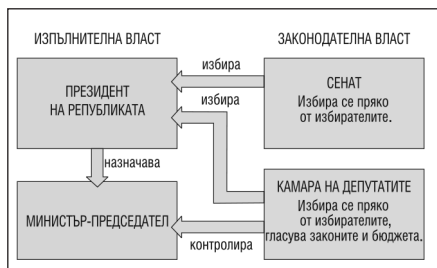 ИЗПЪЛНИТЕЛНА ВЛАСТ
ЗАКОНОДАТЕЛНА ВЛАСТ
ПРЕЗИДЕНТ
НА РЕПУБЛИКАТА
избира
избира
СЕНАТ
Избира се пряко
от избирателите.
назначава
МИНИСТЪР-ПРЕДСЕДАТЕЛ
контролира
КАМАРА НА ДЕПУТАТИТЕ
Избира се пряко
от избирателите,
гласува законите и бюджета.